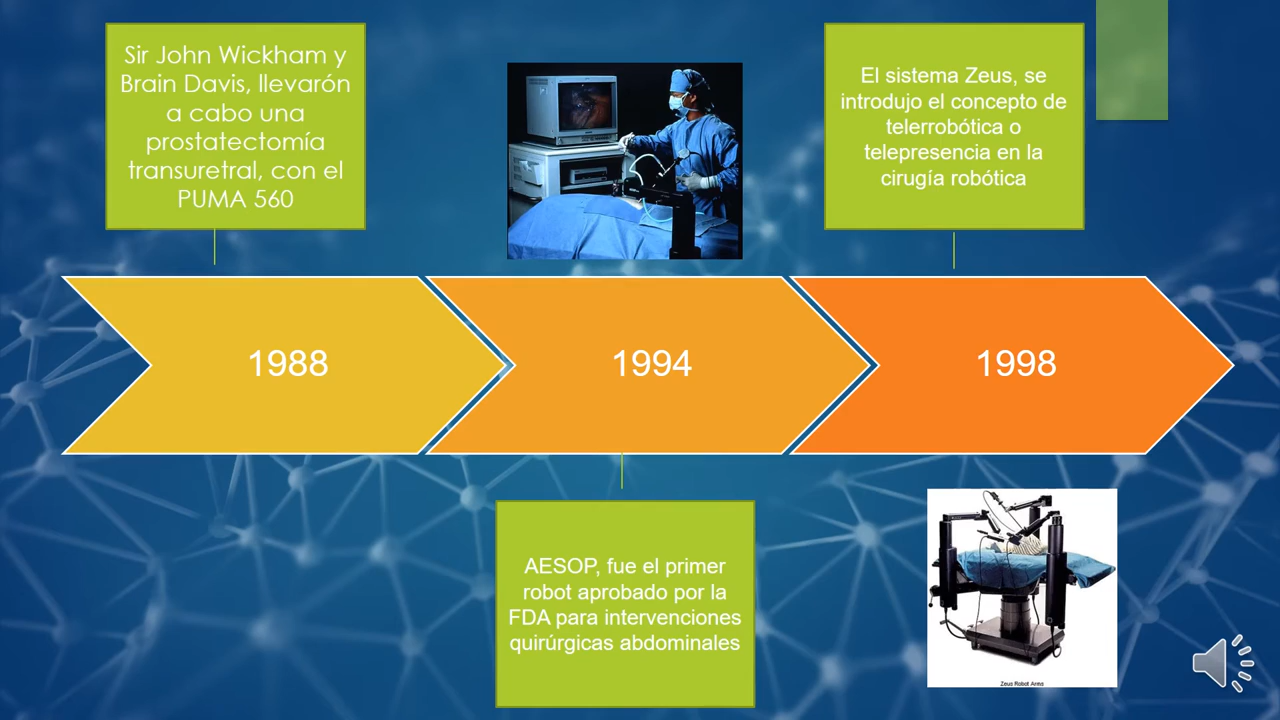 Sir John Wickham y
Brain Davis, llevarón
a cabo una
prostatectomía
transuretral, con el
PUMA 560
El sistema Zeus, se
introdujo el concepto de
telerrobótica o
telepresencia en la
cirugía robótica
1988
1994
1998
AESOP, fue el primer
robot aprobado por la
FDA para intervenciones
quirúrgicas abdominales
Zeus Robot Arms